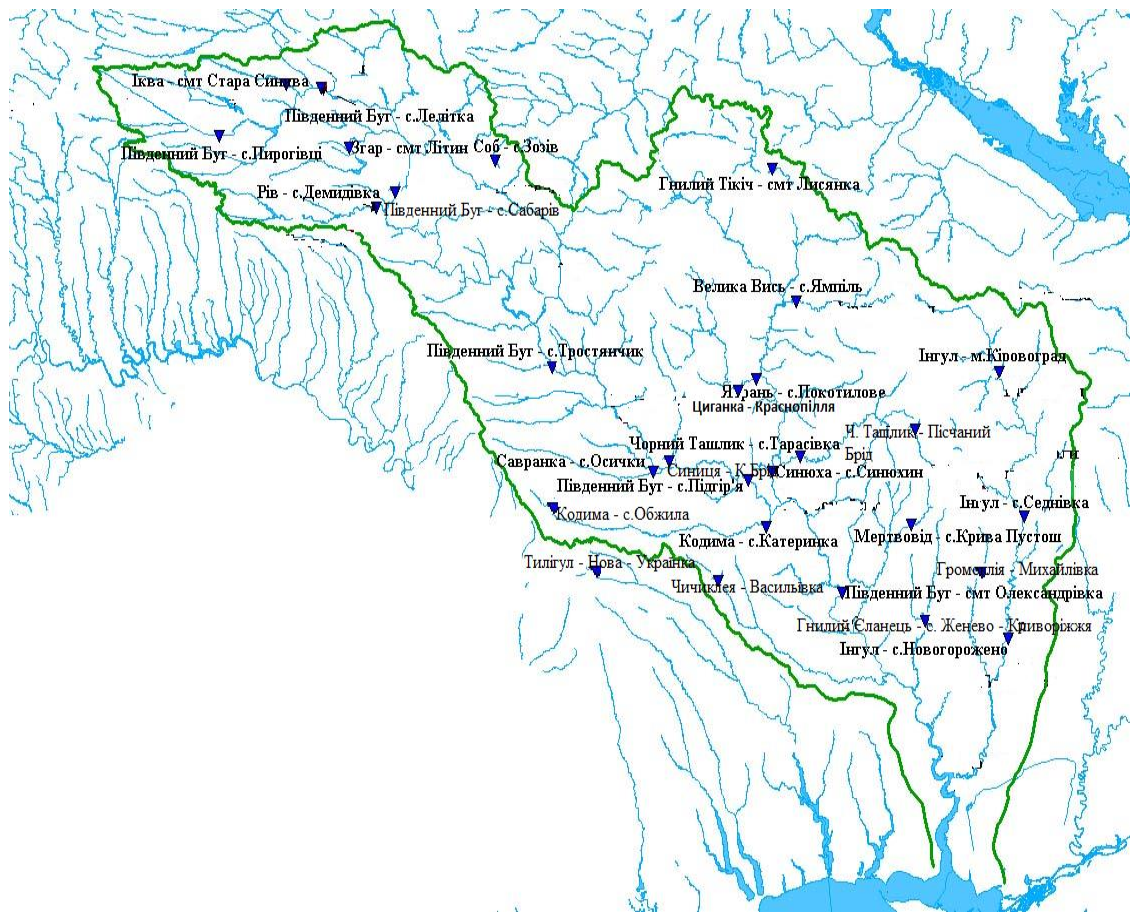 Іква - смт Стара Синява
Південний Буг - с.Лелітка
Південний Буг - с.Пирогівці
Згар - смт Літин
Соб - с.Зозів
Рів - с.Демидівка
Південний Буг - с.Сабарів
Гнилий Тікіч - смт Лисянка
Велика Вись - с.Ямпіль
Південний Буг - с.Тростянчик
Інгул - м.Кіровоград
Ятрань - с.Покотилове
Циганка - Краснопілля
Ч. Ташлик - Пісчаний
Брід
Чорний Ташлик - с.Тарасівка
Савранка - с.Осички
Синиця - К.Брід
Синюха - с.Синюхин
Південний Буг - с.Підгір'я
Кодима - с.Обжила
Інгул - с.Седнівка
Кодима - с.Катеринка
Мертвовід - с.Крива Пустош
Тилігул - Нова - Українка
Громоклія - Михайлівка
Чичиклея - Василівка
Південний Буг - смт Олександрівка
Гнилий Єланець - с. Женево - Криворіжжя
Інгул - с.Новогорожено